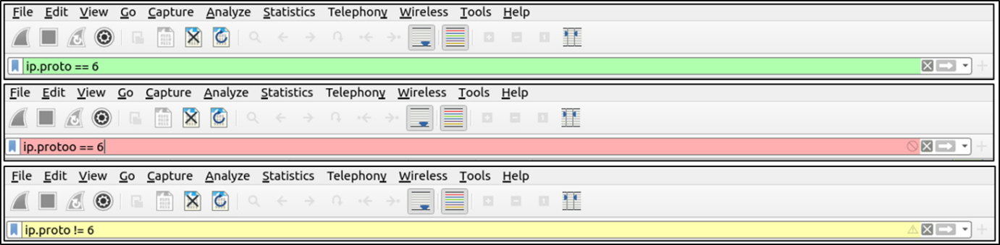 File Edit View Go Capture Analyze Statistics Telephony Wireless Tools Help
ip.proto == 6
File Edit View Go Capture Analyze Statistics Telephony Wireless Tools Help
ip.protoo == 6
File Edit View Go Capture Analyze Statistics Telephony Wireless Tools Help
ip.proto != 6